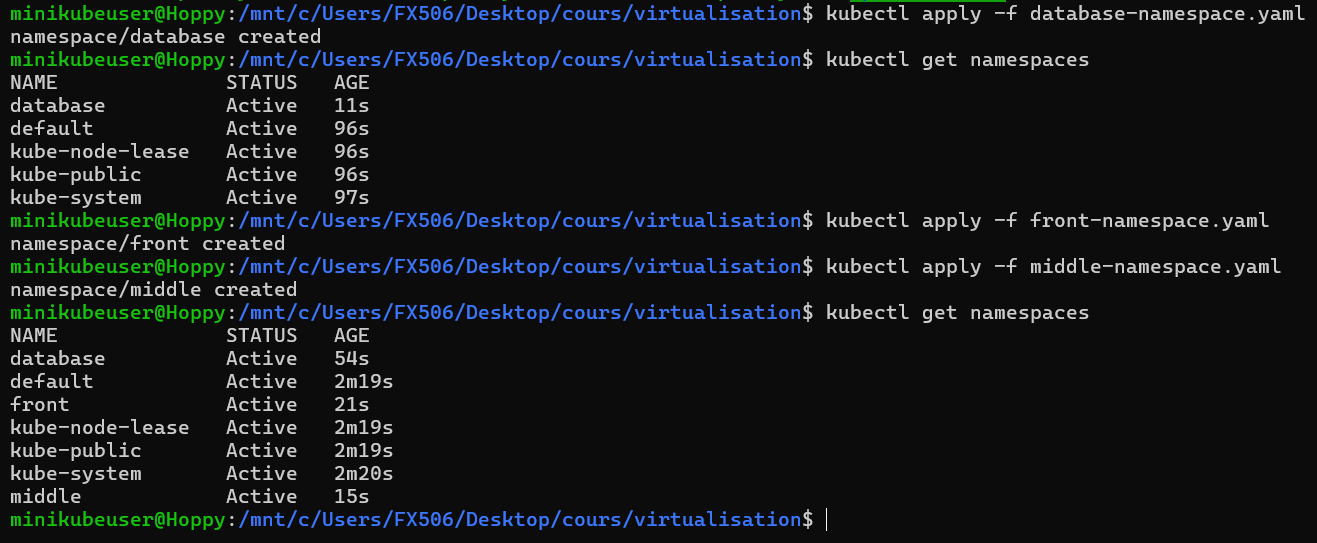 minikubeuser@Hoppy:/mnt/c/Users/FX506/Desktop/cours/virtualisation$ kubectl apply -f database-namespace.yaml
namespace/database created
minikubeuser@Hoppy:/mnt/c/Users/FX506/Desktop/cours/virtualisation$ kubectl get namespaces
NAME              STATUS   AGE
database          Active   11s
default           Active   96s
kube-node-lease   Active   96s
kube-public       Active   96s
kube-system       Active   97s
minikubeuser@Hoppy:/mnt/c/Users/FX506/Desktop/cours/virtualisation$ kubectl apply -f front-namespace.yaml
namespace/front created
minikubeuser@Hoppy:/mnt/c/Users/FX506/Desktop/cours/virtualisation$ kubectl apply -f middle-namespace.yaml
namespace/middle created
minikubeuser@Hoppy:/mnt/c/Users/FX506/Desktop/cours/virtualisation$ kubectl get namespaces
NAME              STATUS   AGE
database          Active   54s
default           Active   2m19s
front             Active   21s
kube-node-lease   Active   2m19s
kube-public       Active   2m19s
kube-system       Active   2m20s
middle            Active   15s
minikubeuser@Hoppy:/mnt/c/Users/FX506/Desktop/cours/virtualisation$